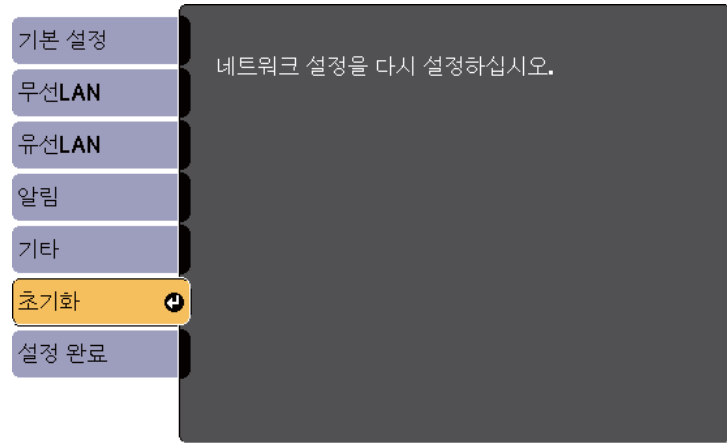 기본 설정
무선LAN
유선LAN
알림
기타
초기화
설정 완료
네트워크 설정을 다시 설정하십시오.